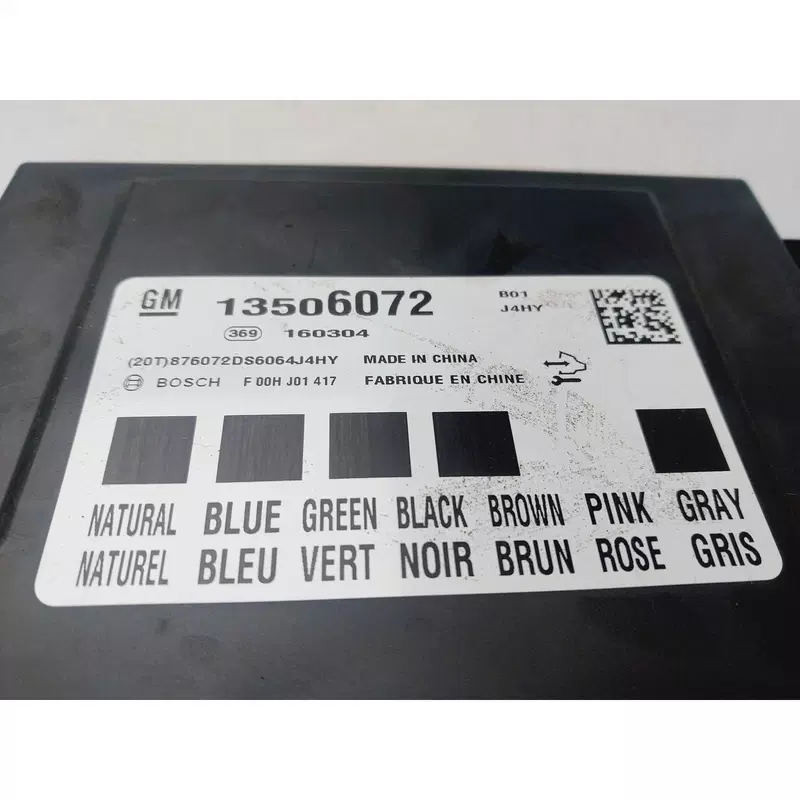 GM 13506072 B01
369 160304 J4HY
(20T)876072DS6064J4HY MADE IN CHINA
BOSCH F 00H J01 417 FABRIQUE EN CHINE
NATURAL BLUE GREEN BLACK BROWN PINK GRAY
NATUREL BLEU VERT NOIR BRUN ROSE GRIS